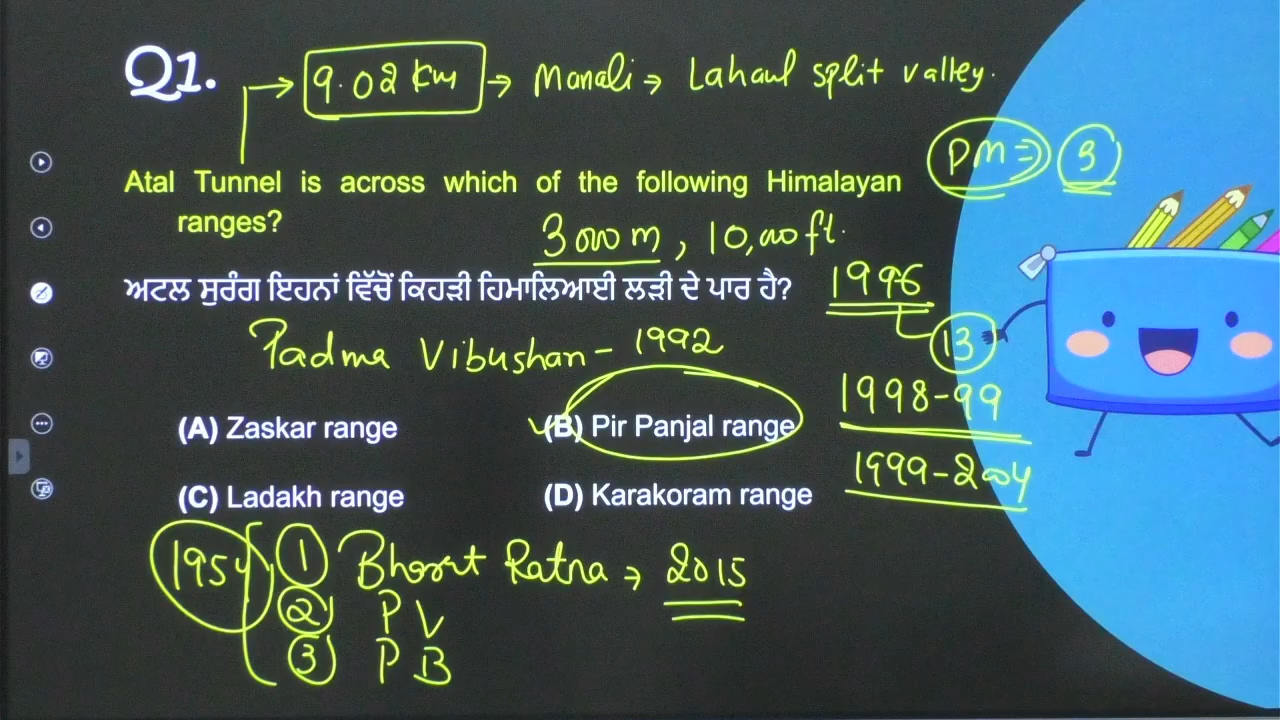 Q1.
9.02 Km → Manali → Lahaul split valley.
PM ⇒ 3
Atal Tunnel is across which of the following Himalayan
ranges?
3000 m, 10,000 ft.
ਅਟਲ ਸੁਰੰਗ ਇਹਨਾਂ ਵਿੱਚੋਂ ਕਿਹੜੀ ਹਿਮਾਲਿਆਈ ਲੜੀ ਦੇ ਪਾਰ ਹੈ?
1996
13
Padma Vibushan - 1992
1998-99
(A) Zaskar range
(B) Pir Panjal range
1999-2004
(C) Ladakh range
(D) Karakoram range
1954
1 Bharat Ratna → 2015
2 P V
3 P B